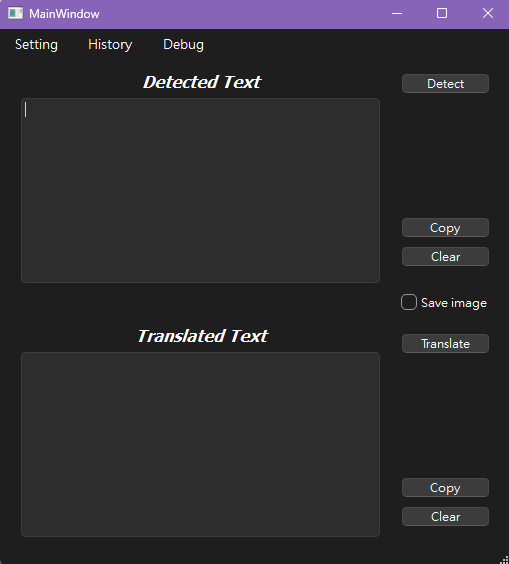 MainWindow
Setting History Debug
Detected Text
Detect
Copy
Clear
Save image
Translated Text
Translate
Copy
Clear